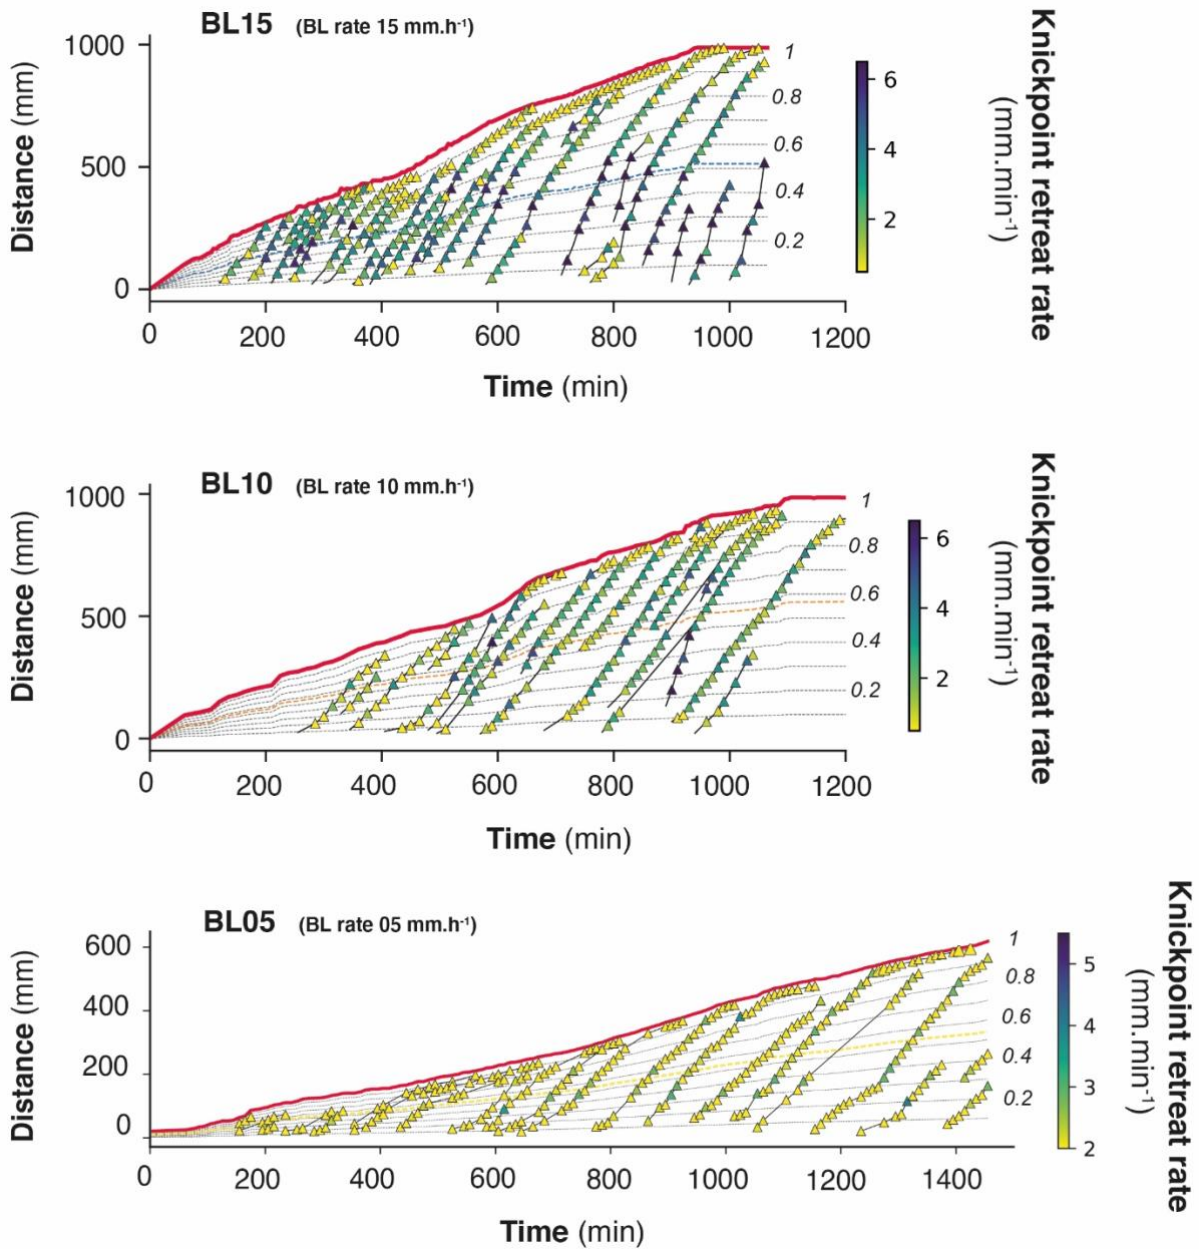 BL15 (BL rate 15 mm.h⁻¹)
Distance (mm)
1000
500
0
0 200 400 600 800 1000 1200
Time (min)
1
0.8
0.6
0.4
0.2
6
4
2
Knickpoint retreat rate
(mm.min⁻¹)
BL10 (BL rate 10 mm.h⁻¹)
Distance (mm)
1000
500
0
0 200 400 600 800 1000 1200
Time (min)
1
0.8
0.6
0.4
0.2
6
4
2
Knickpoint retreat rate
(mm.min⁻¹)
BL05 (BL rate 05 mm.h⁻¹)
Distance (mm)
600
400
200
0
0 200 400 600 800 1000 1200 1400
Time (min)
1
0.8
0.6
0.4
0.2
5
4
3
2
Knickpoint retreat rate
(mm.min⁻¹)